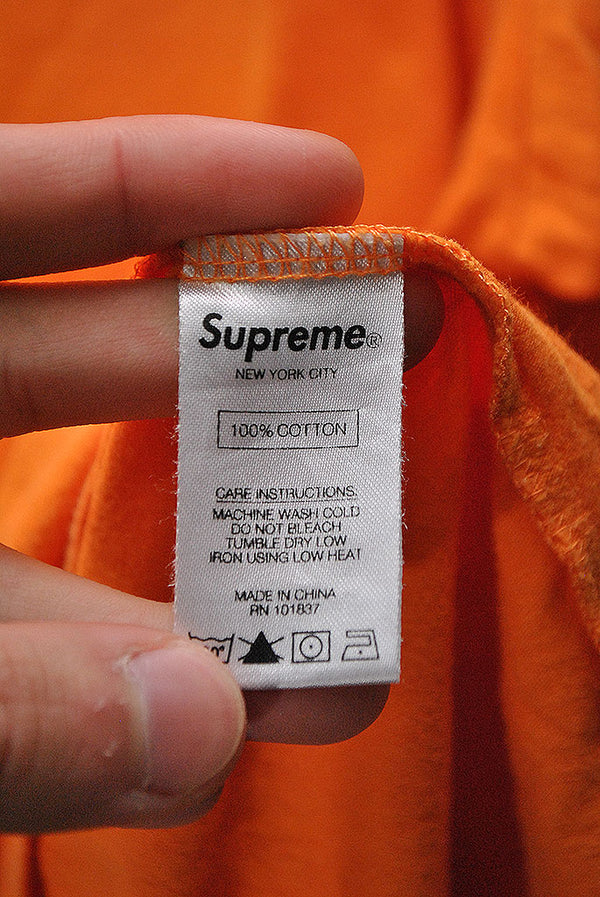 Supreme®
NEW YORK CITY
100% COTTON
CARE INSTRUCTIONS.
MACHINE WASH COLD
DO NOT BLEACH
TUMBLE DRY LOW
IRON USING LOW HEAT
MADE IN CHINA
RN 101837